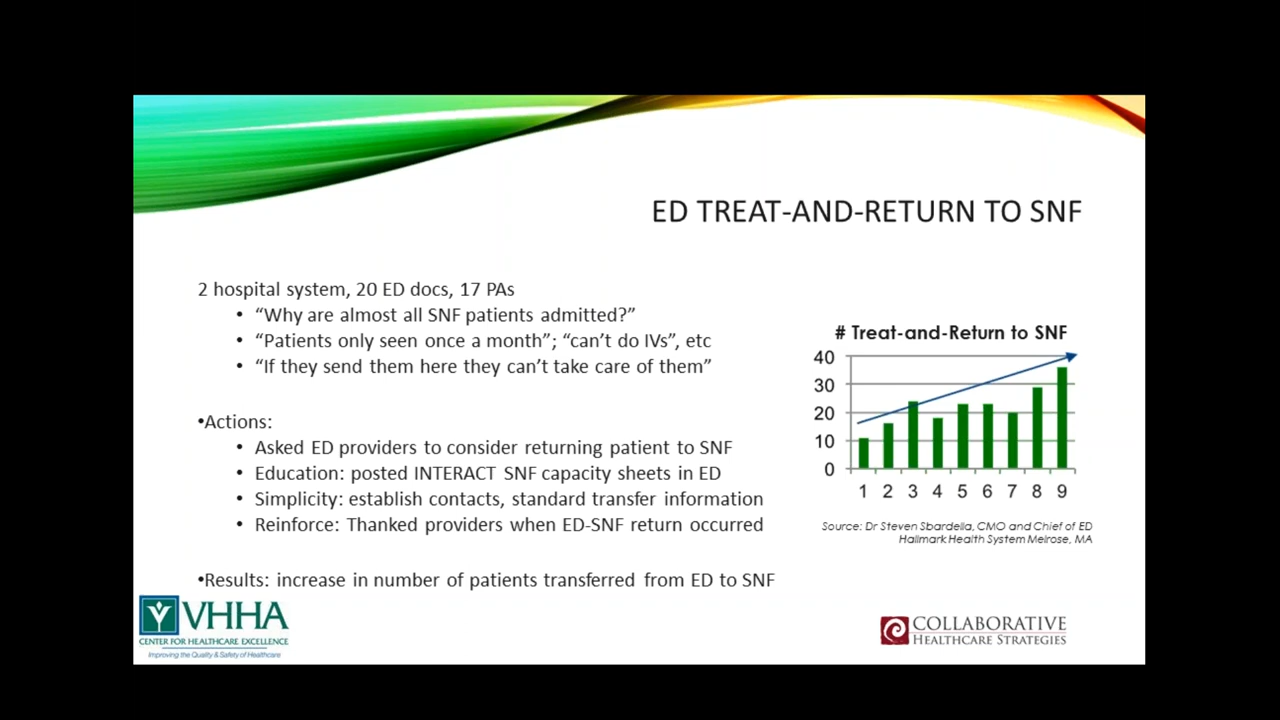 ED TREAT-AND-RETURN TO SNF
2 hospital system, 20 ED docs, 17 PAs
• “Why are almost all SNF patients admitted?”
• “Patients only seen once a month”; “can’t do IVs”, etc
• “If they send them here they can’t take care of them”
•Actions:
• Asked ED providers to consider returning patient to SNF
• Education: posted INTERACT SNF capacity sheets in ED
• Simplicity: establish contacts, standard transfer information
• Reinforce: Thanked providers when ED-SNF return occurred
•Results: increase in number of patients transferred from ED to SNF
# Treat-and-Return to SNF
40
30
20
10
0
1 2 3 4 5 6 7 8 9
Source: Dr Steven Sbardella, CMO and Chief of ED
Hallmark Health System Melrose, MA
VHHA
CENTER FOR HEALTHCARE EXCELLENCE
Improving the Quality & Safety of Healthcare
COLLABORATIVE
HEALTHCARE STRATEGIES